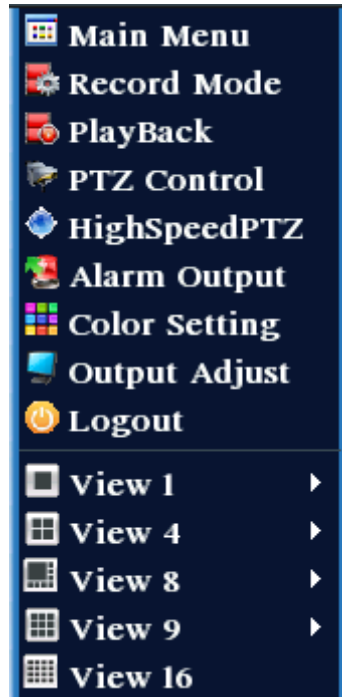 Main Menu
Record Mode
PlayBack
PTZ Control
HighSpeedPTZ
Alarm Output
Color Setting
Output Adjust
Logout
View 1
View 4
View 8
View 9
View 16